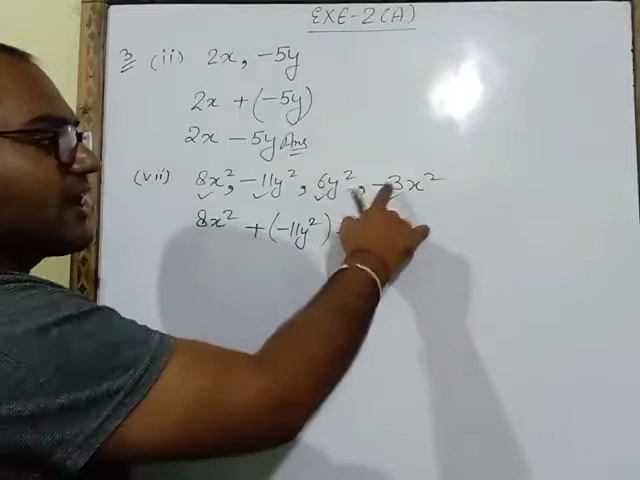 EXE-2(A)
3 (ii) 2x, -5y
2x + (-5y)
2x - 5y Ans
(vii) 8x², -11y², 6y², -3x²
8x² + (-11y²)